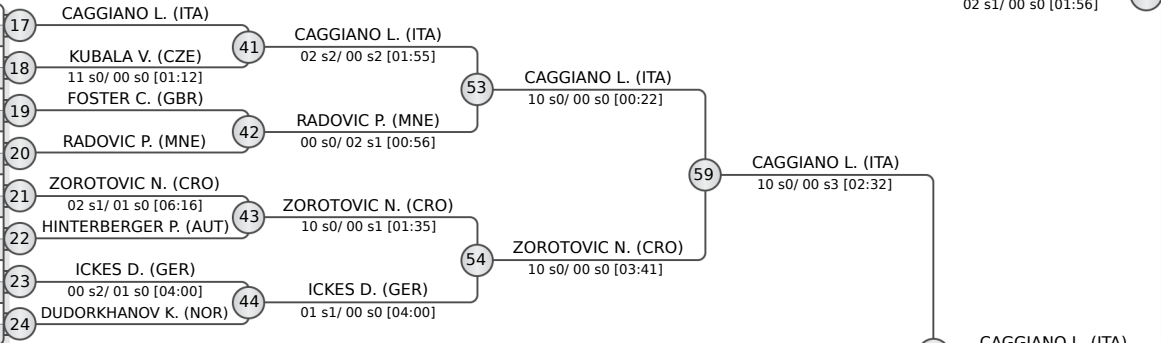 02 s1/ 00 s0 [01:56]
17
CAGGIANO L. (ITA)
41
CAGGIANO L. (ITA)
02 s2/ 00 s2 [01:55]
18
KUBALA V. (CZE)
11 s0/ 00 s0 [01:12]
53
CAGGIANO L. (ITA)
10 s0/ 00 s0 [00:22]
19
FOSTER C. (GBR)
42
RADOVIC P. (MNE)
00 s0/ 02 s1 [00:56]
20
RADOVIC P. (MNE)
59
CAGGIANO L. (ITA)
10 s0/ 00 s3 [02:32]
21
ZOROTOVIC N. (CRO)
02 s1/ 01 s0 [06:16]
43
ZOROTOVIC N. (CRO)
10 s0/ 00 s1 [01:35]
22
HINTERBERGER P. (AUT)
54
ZOROTOVIC N. (CRO)
10 s0/ 00 s0 [03:41]
23
ICKES D. (GER)
00 s2/ 01 s0 [04:00]
44
ICKES D. (GER)
01 s1/ 00 s0 [04:00]
24
DUDORKHANOV K. (NOR)
CAGGIANO L. (ITA)